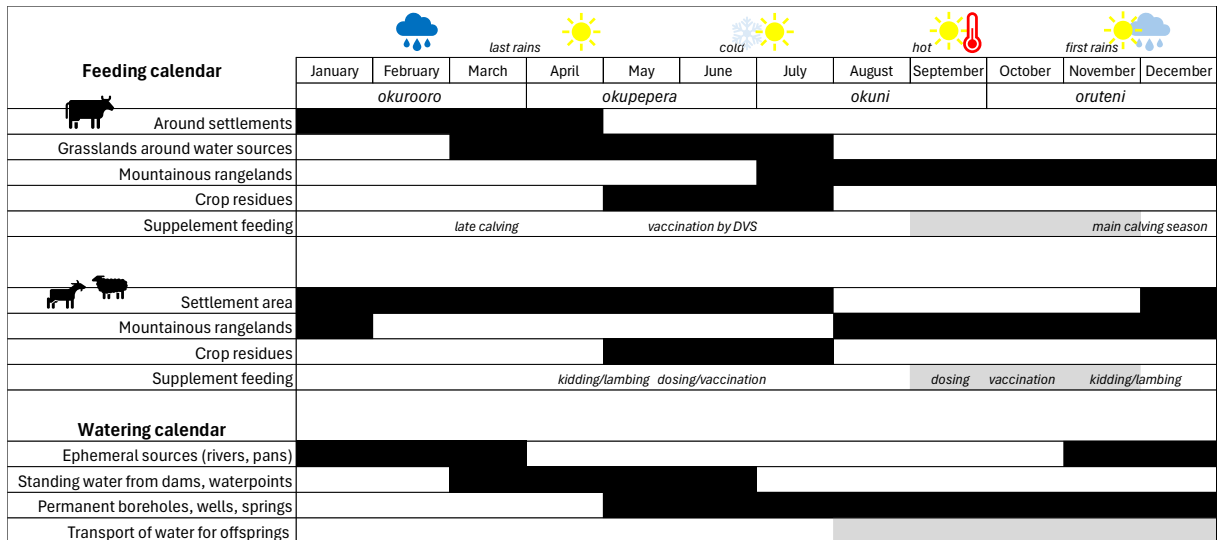 last rains cold hot first rains
Feeding calendar January February March April May June July August September October November December
okurooro okupepera okuni oruteni
Around settlements
Grasslands around water sources
Mountainous rangelands
Crop residues
Suppelement feeding late calving vaccination by DVS main calving season
Settlement area
Mountainous rangelands
Crop residues
Supplement feeding kidding/lambing dosing/vaccination dosing vaccination kidding/lambing
Watering calendar
Ephemeral sources (rivers, pans)
Standing water from dams, waterpoints
Permanent boreholes, wells, springs
Transport of water for offsprings